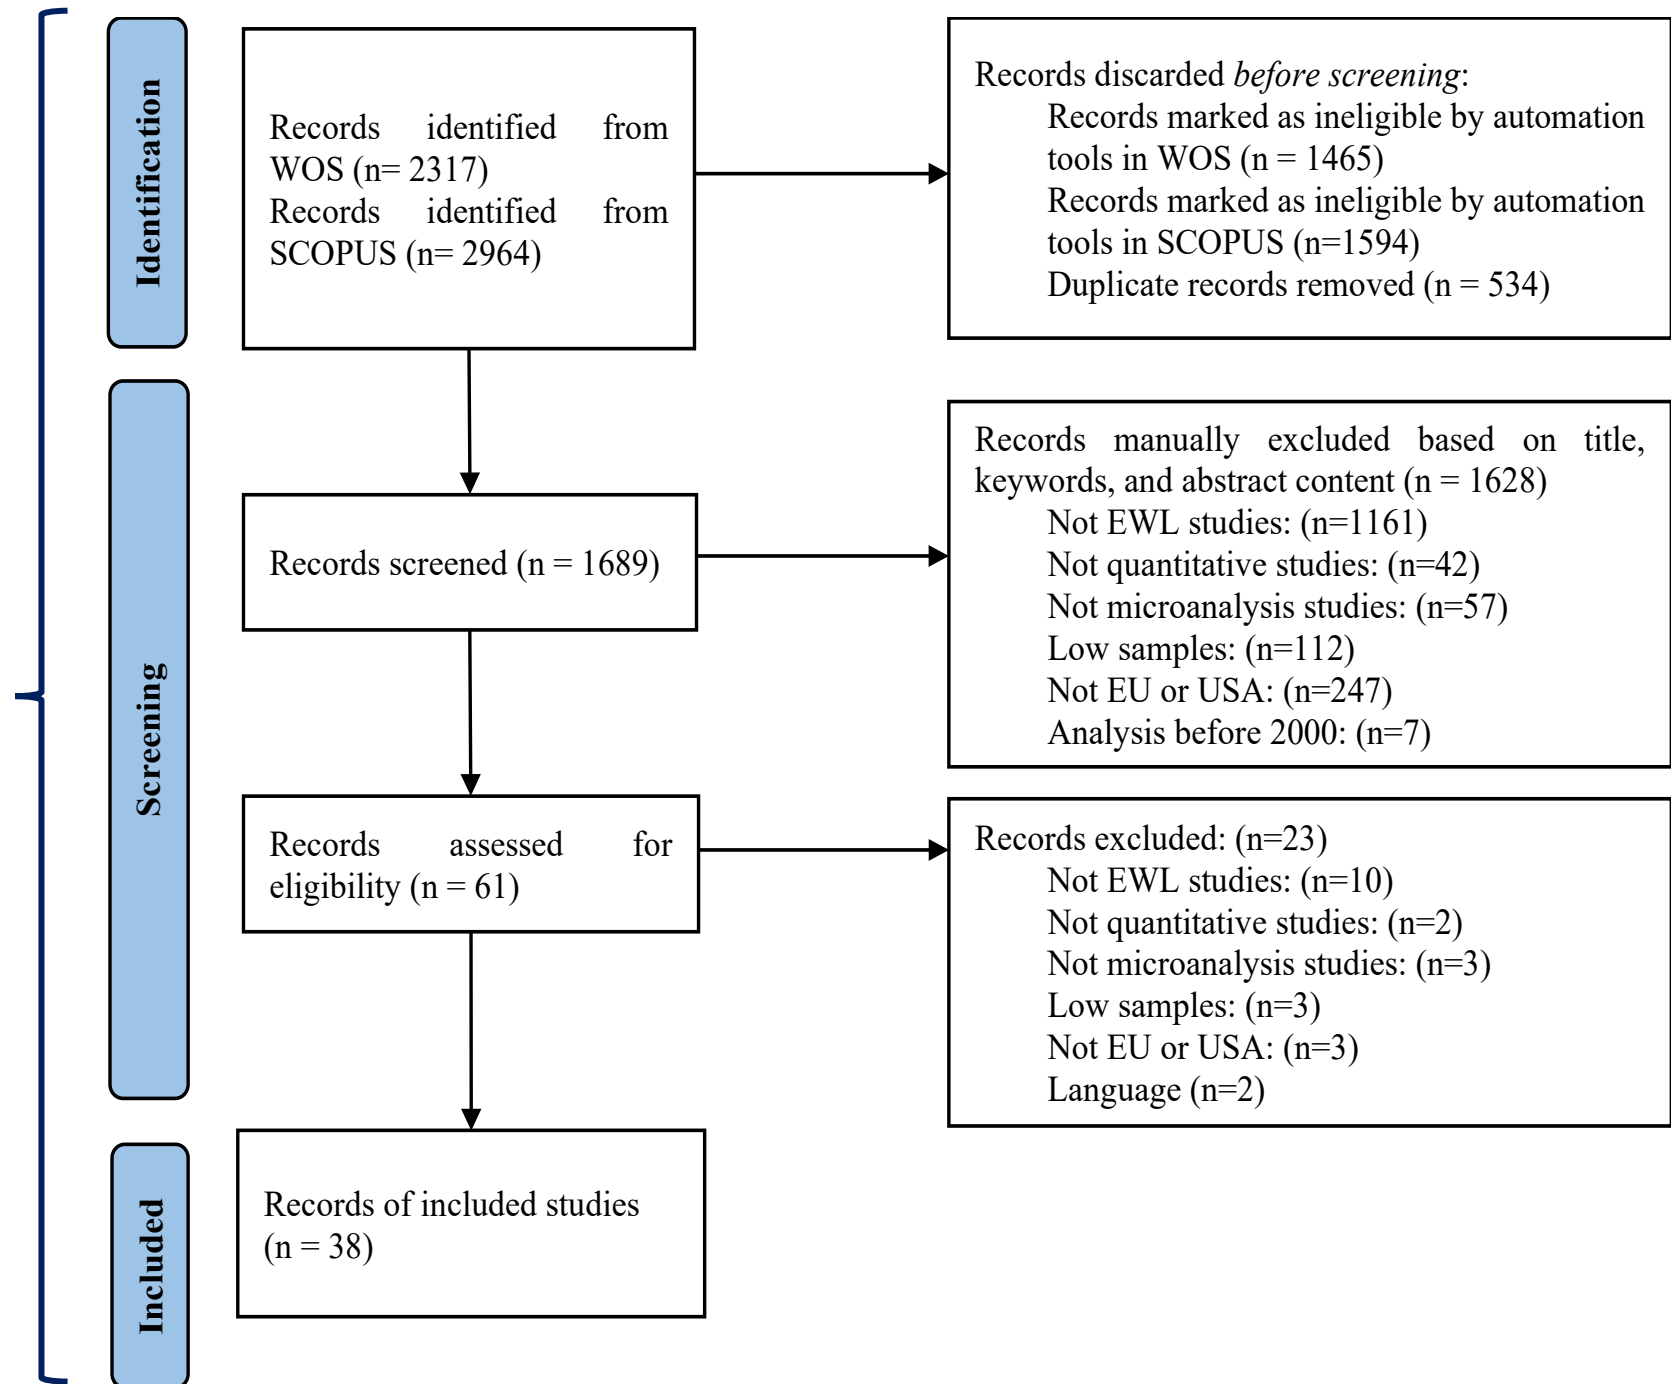 Identification
Records identified from
WOS (n= 2317)
Records identified from
SCOPUS (n= 2964)
Records discarded before screening:
Records marked as ineligible by automation
tools in WOS (n = 1465)
Records marked as ineligible by automation
tools in SCOPUS (n=1594)
Duplicate records removed (n = 534)
Screening
Records screened (n = 1689)
Records manually excluded based on title,
keywords, and abstract content (n = 1628)
Not EWL studies: (n=1161)
Not quantitative studies: (n=42)
Not microanalysis studies: (n=57)
Low samples: (n=112)
Not EU or USA: (n=247)
Analysis before 2000: (n=7)
Records assessed for
eligibility (n = 61)
Records excluded: (n=23)
Not EWL studies: (n=10)
Not quantitative studies: (n=2)
Not microanalysis studies: (n=3)
Low samples: (n=3)
Not EU or USA: (n=3)
Language (n=2)
Included
Records of included studies
(n = 38)